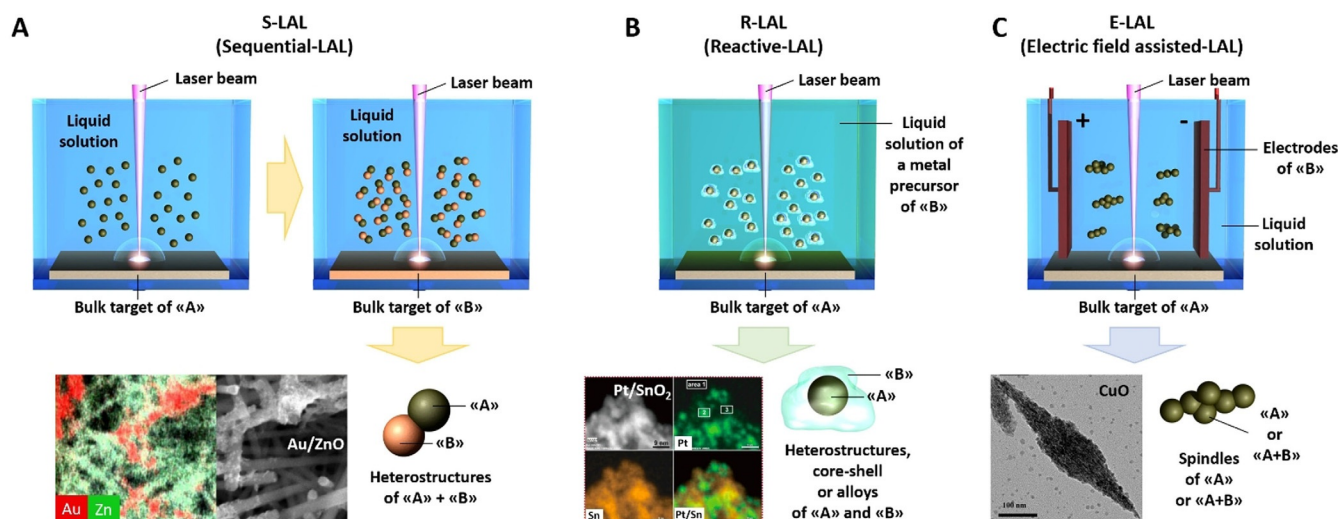 A
S-LAL
(Sequential-LAL)
Laser beam
Liquid
solution
Bulk target of «A»
Laser beam
Liquid
solution
Bulk target of «B»
Au
Zn
Au/ZnO
«A»
«B»
Heterostructures
of «A» + «B»
B
R-LAL
(Reactive-LAL)
Laser beam
Liquid
solution of
a metal
precursor
of «B»
Bulk target of «A»
Pt/SnO2
area 1
2
3
Pt
Sn
Pt/Sn
«B»
«A»
Heterostructures,
core-shell
or alloys
of «A» and «B»
C
E-LAL
(Electric field assisted-LAL)
Laser beam
+
-
Electrodes
of «B»
Liquid
solution
Bulk target of «A»
CuO
100 nm
«A»
or
«A+B»
Spindles
of «A»
or «A+B»